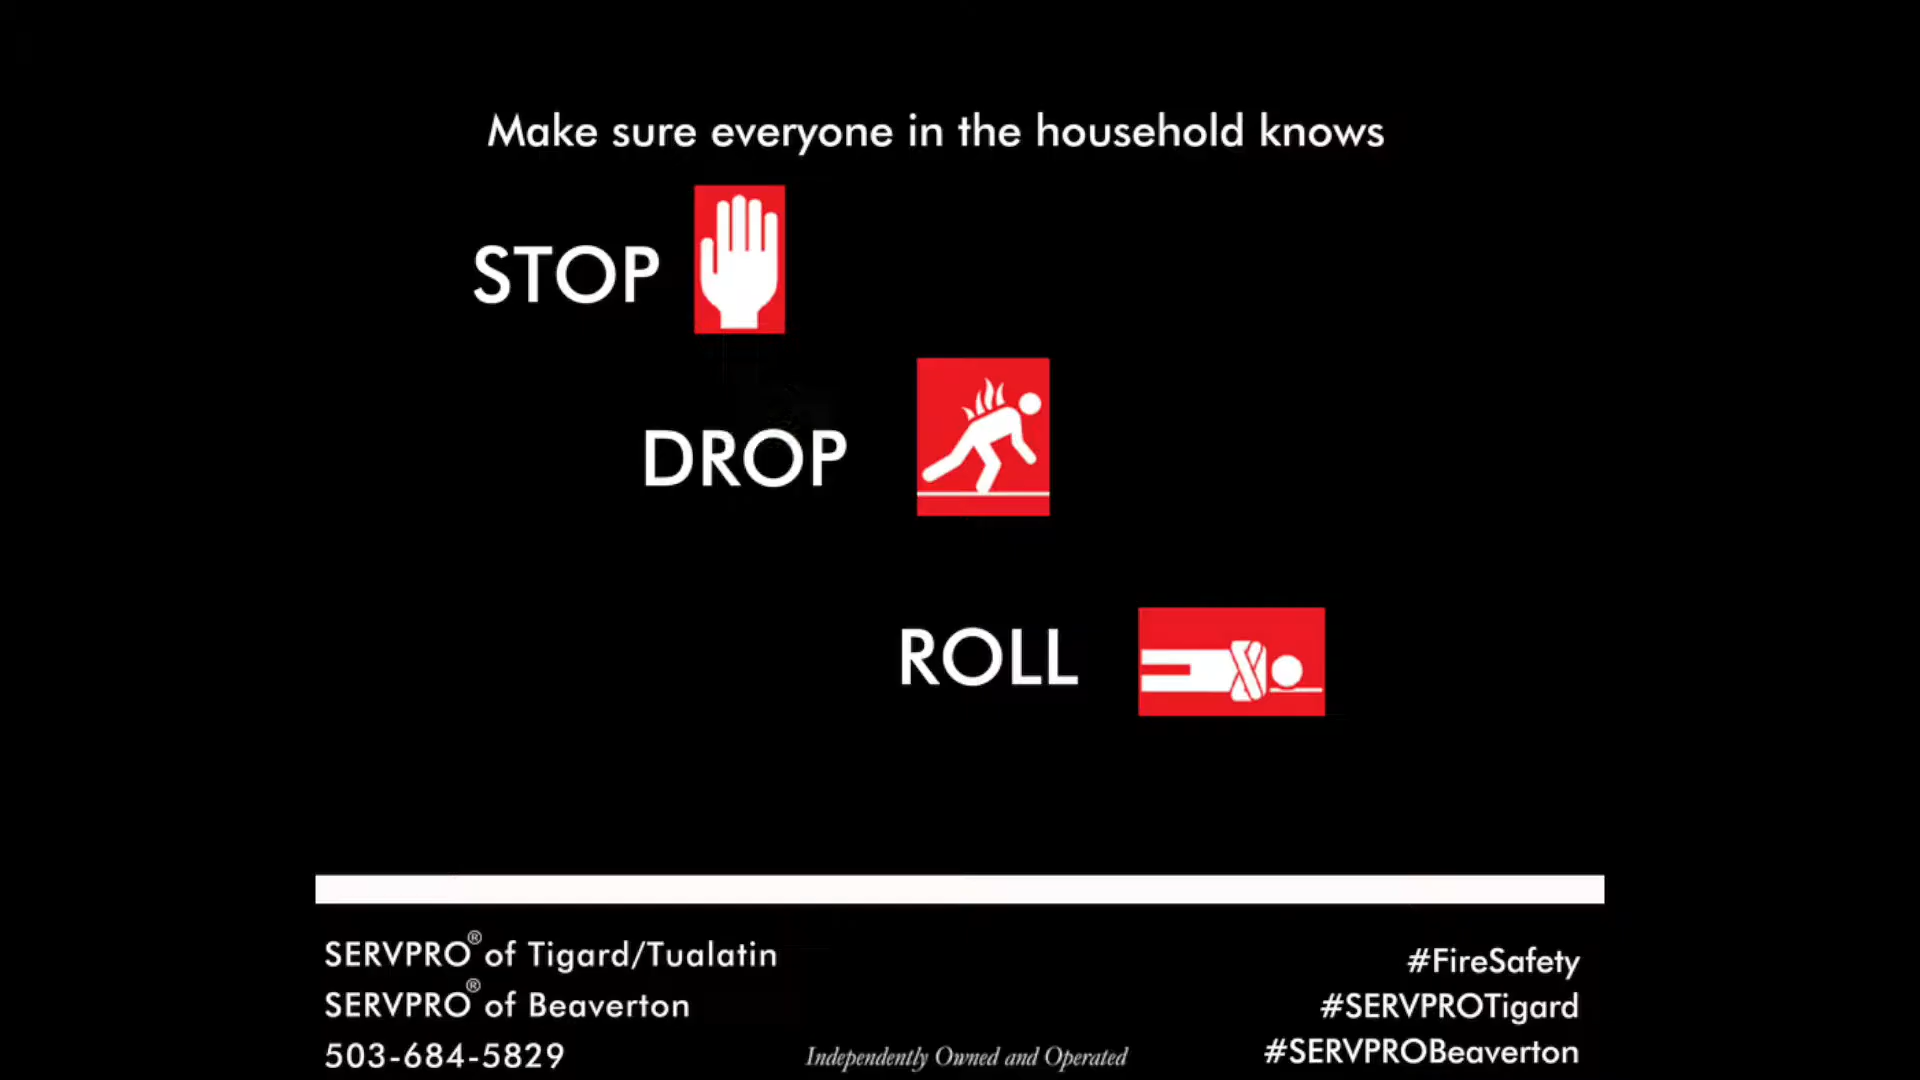 Make sure everyone in the household knows
STOP
DROP
ROLL
SERVPRO® of Tigard/Tualatin
SERVPRO® of Beaverton
503-684-5829
Independently Owned and Operated
#FireSafety
#SERVPROTigard
#SERVPROBeaverton